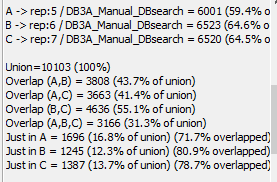 A -> rep:5 / DB3A_Manual_DBsearch = 6001 (59.4% o
B -> rep:6 / DB3A_Manual_DBsearch = 6523 (64.6% o
C -> rep:7 / DB3A_Manual_DBsearch = 6520 (64.5% o

Union=10103 (100%)
Overlap (A,B) = 3808 (43.7% of union)
Overlap (A,C) = 3663 (41.4% of union)
Overlap (B,C) = 4636 (55.1% of union)
Overlap (A,B,C) = 3166 (31.3% of union)
Just in A = 1696 (16.8% of union) (71.7% overlapped)
Just in B = 1245 (12.3% of union) (80.9% overlapped)
Just in C = 1387 (13.7% of union) (78.7% overlapped)